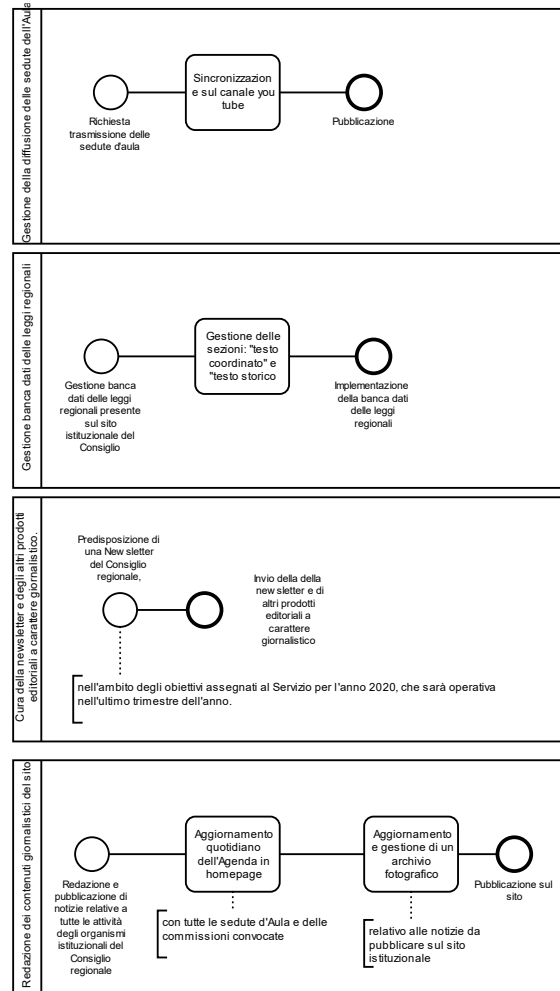 Gestione della diffusione delle sedute dell'Aula
Sincronizzazion
e sul canale you
tube
Richiesta
trasmissione delle
sedute d'aula
Pubblicazione
Gestione banca dati delle leggi regionali
Gestione delle
sezioni: "testo
coordinato" e
"testo storico
Gestione banca
dati delle leggi
regionali presente
sul sito
istituzionale del
Consiglio
Implementazione
della banca dati
delle leggi
regionali
Cura della newsletter e degli altri prodotti
editoriali a carattere giornalistico.
Predisposizione di
una New sletter
del Consiglio
regionale,
Invio della della
new sletter e di
altri prodotti
editoriali a
carattere
giornalistico
nell'ambito degli obiettivi assegnati al Servizio per l'anno 2020, che sarà operativa
nell'ultimo trimestre dell'anno.
Redazione dei contenuti giornalistici del sito
Aggiornamento
quotidiano
dell'Agenda in
homepage
Aggiornamento
e gestione di un
archivio
fotografico
Redazione e
pubblicazione di
notizie relative a
tutte le attività
degli organismi
istituzionali del
Consiglio
regionale
Pubblicazione sul
sito
con tutte le sedute d'Aula e delle
commissioni convocate
relativo alle notizie da
pubblicare sul sito
istituzionale